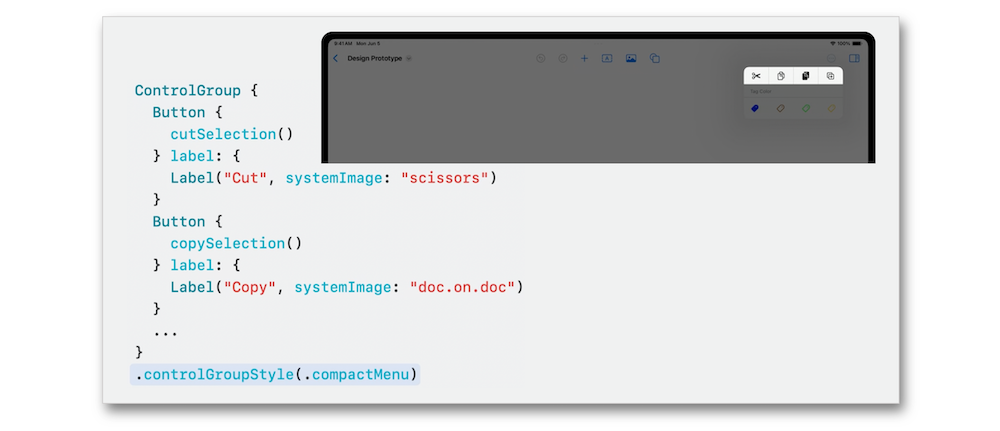 9:41 AM Mon Jun 5
100%
Design Prototype
Tag Color
ControlGroup {
Button {
cutSelection()
} label: {
Label("Cut", systemImage: "scissors")
}
Button {
copySelection()
} label: {
Label("Copy", systemImage: "doc.on.doc")
}
...
}
.controlGroupStyle(.compactMenu)